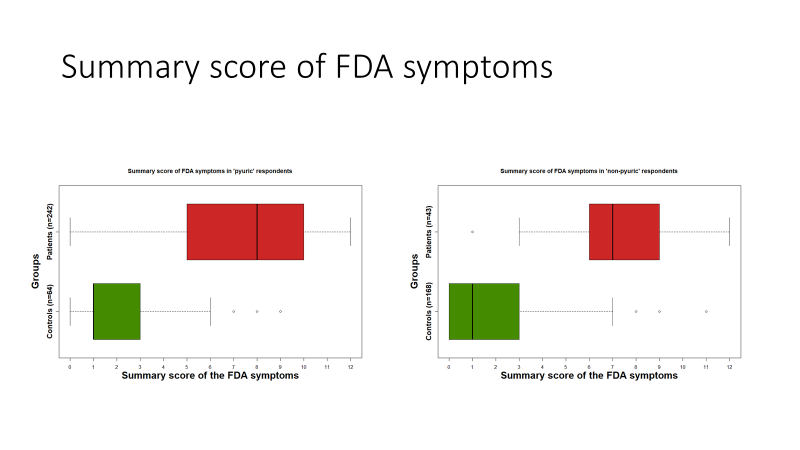 Summary score of FDA symptoms
Summary score of FDA symptoms in 'pyuric' respondents
Groups
Patients (n=242)
Controls (n=64)
0 1 2 3 4 5 6 7 8 9 10 11 12
Summary score of the FDA symptoms
Summary score of FDA symptoms in 'non-pyuric' respondents
Groups
Patients (n=43)
Controls (n=168)
0 1 2 3 4 5 6 7 8 9 10 11 12
Summary score of the FDA symptoms